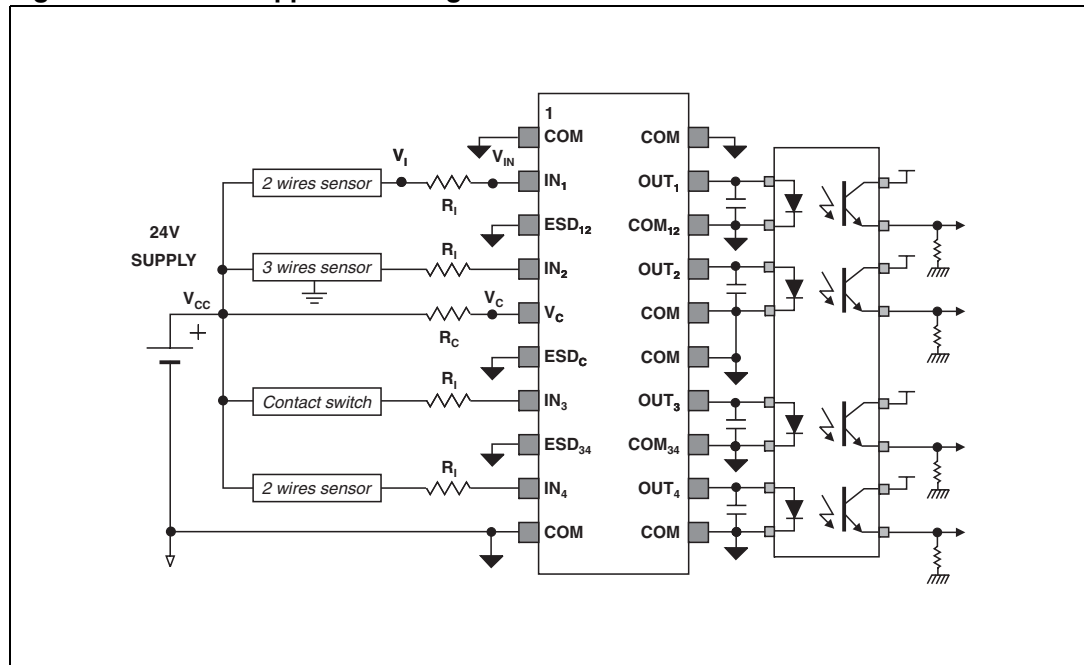 1
COM
COM
V_I
V_IN
2 wires sensor
R_I
IN_1
OUT_1
ESD_12
COM_12
24V
SUPPLY
3 wires sensor
R_I
IN_2
OUT_2
V_CC
+
V_C
R_C
V_C
COM
ESD_C
COM
Contact switch
R_I
IN_3
OUT_3
ESD_34
COM_34
2 wires sensor
R_I
IN_4
OUT_4
COM
COM